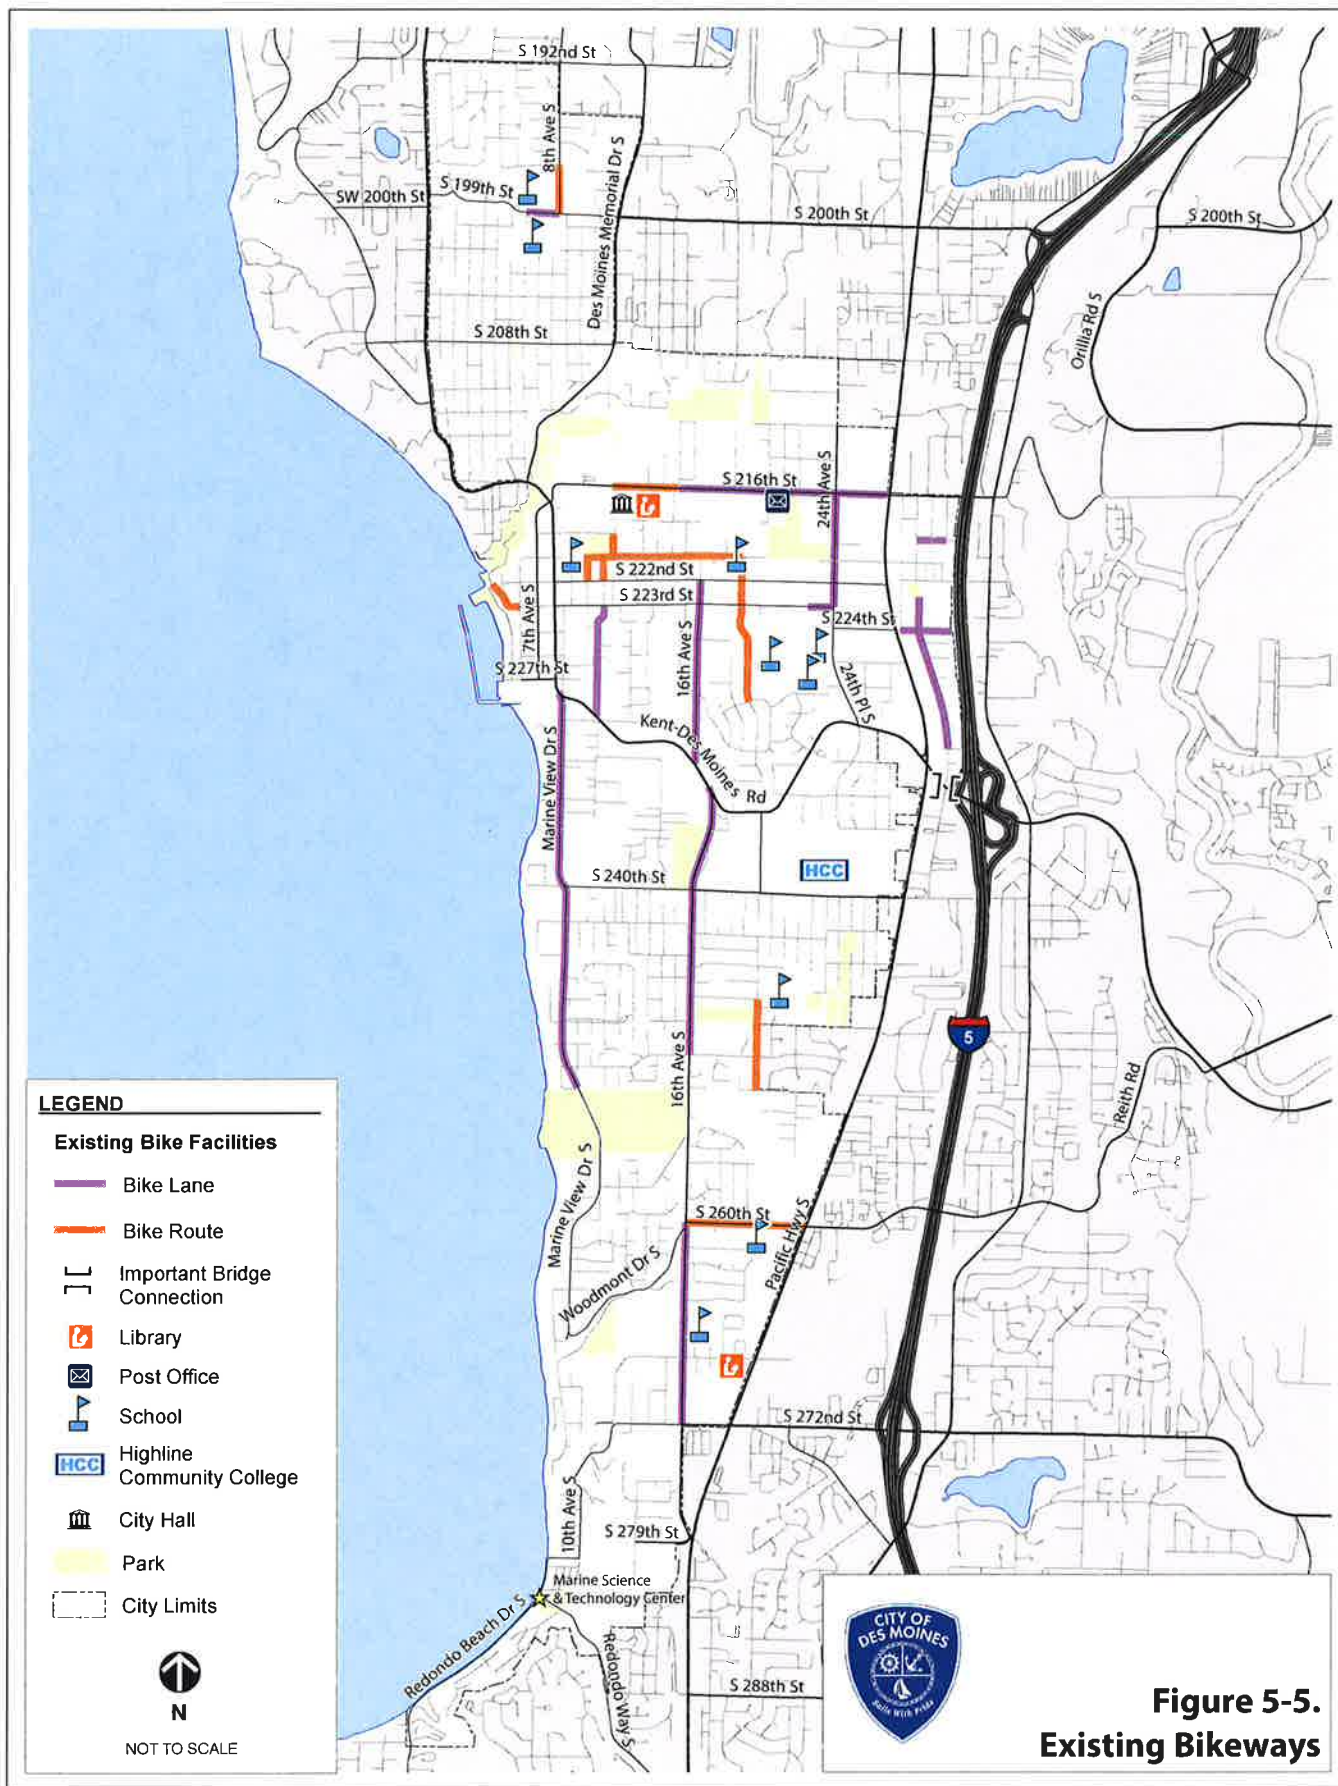 S 192nd St
8th Ave S
Des Moines Memorial Dr S
S 199th St
SW 200th St
S 200th St
S 200th St
Orillia Rd S
S 208th St
S 216th St
24th Ave S
S 222nd St
S 223rd St
S 224th St
7th Ave S
16th Ave S
S 227th St
24th Pl S
Kent-Des Moines Rd
Marine View Dr S
S 240th St
HCC
5
16th Ave S
Reith Rd
Marine View Dr S
S 260th St
Pacific Hwy S
Woodmont Dr S
S 272nd St
10th Ave S
S 279th St
Marine Science
& Technology Center
Redondo Beach Dr S
Redondo Way S
S 288th St
LEGEND
Existing Bike Facilities
Bike Lane
Bike Route
Important Bridge
Connection
Library
Post Office
School
HCC
Highline
Community College
City Hall
Park
City Limits
N
NOT TO SCALE
CITY OF
DES MOINES
Sails With Pride
Figure 5-5.
Existing Bikeways